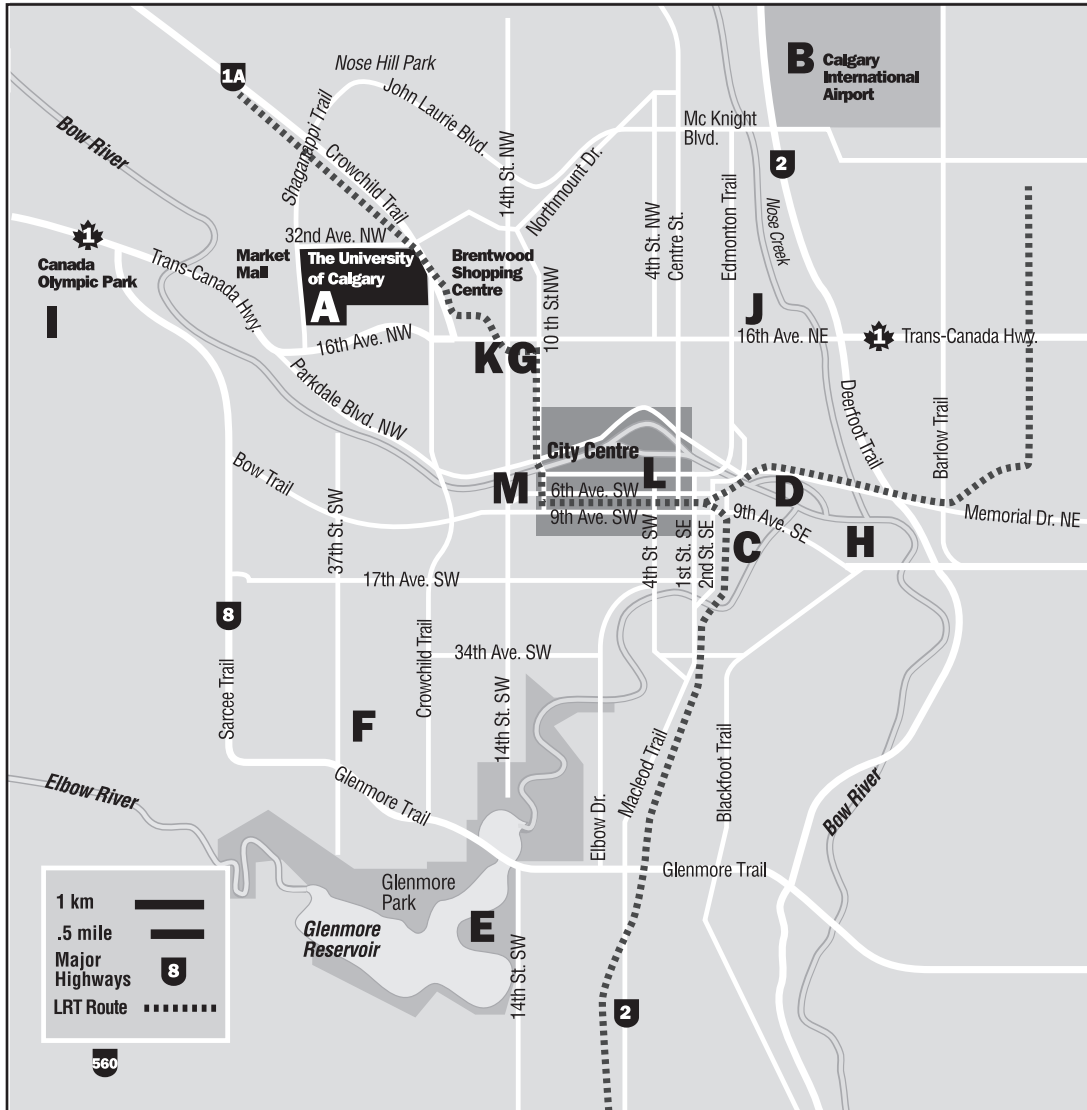 Nose Hill Park
1A
John Laurie Blvd.
Shaganappi Trail
Crowchild Trail
14th St. NW
Northmount Dr.
B
Calgary
International
Airport
Mc Knight
Blvd.
2
Bow River
4th St. NW
Centre St.
Edmonton Trail
Nose Creek
1
Canada
Olympic Park
I
Trans-Canada Hwy.
Market
Mall
32nd Ave. NW
The University
of Calgary
A
Brentwood
Shopping
Centre
10 th St NW
J
16th Ave. NW
16th Ave. NE
1
Trans-Canada Hwy.
K
G
Parkdale Blvd. NW
Deerfoot Trail
Barlow Trail
City Centre
Bow Trail
M
L
D
6th Ave. SW
9th Ave. SW
9th Ave. SE
Memorial Dr. NE
C
H
37th St. SW
4th St SW
1st St. SE
2nd St. SE
17th Ave. SW
8
Sarcee Trail
Crowchild Trail
34th Ave. SW
14th St. SW
F
Elbow River
Glenmore Trail
Elbow Dr.
Macleod Trail
Blackfoot Trail
Bow River
Glenmore Trail
Glenmore
Park
Glenmore
Reservoir
E
14th St. SW
2
1 km
.5 mile
Major
Highways
8
LRT Route
560